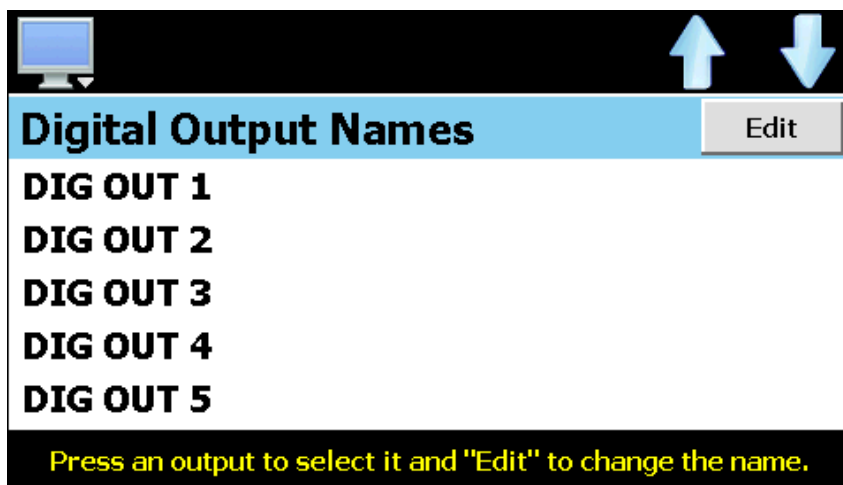 Digital Output Names
Edit
DIG OUT 1
DIG OUT 2
DIG OUT 3
DIG OUT 4
DIG OUT 5
Press an output to select it and "Edit" to change the name.